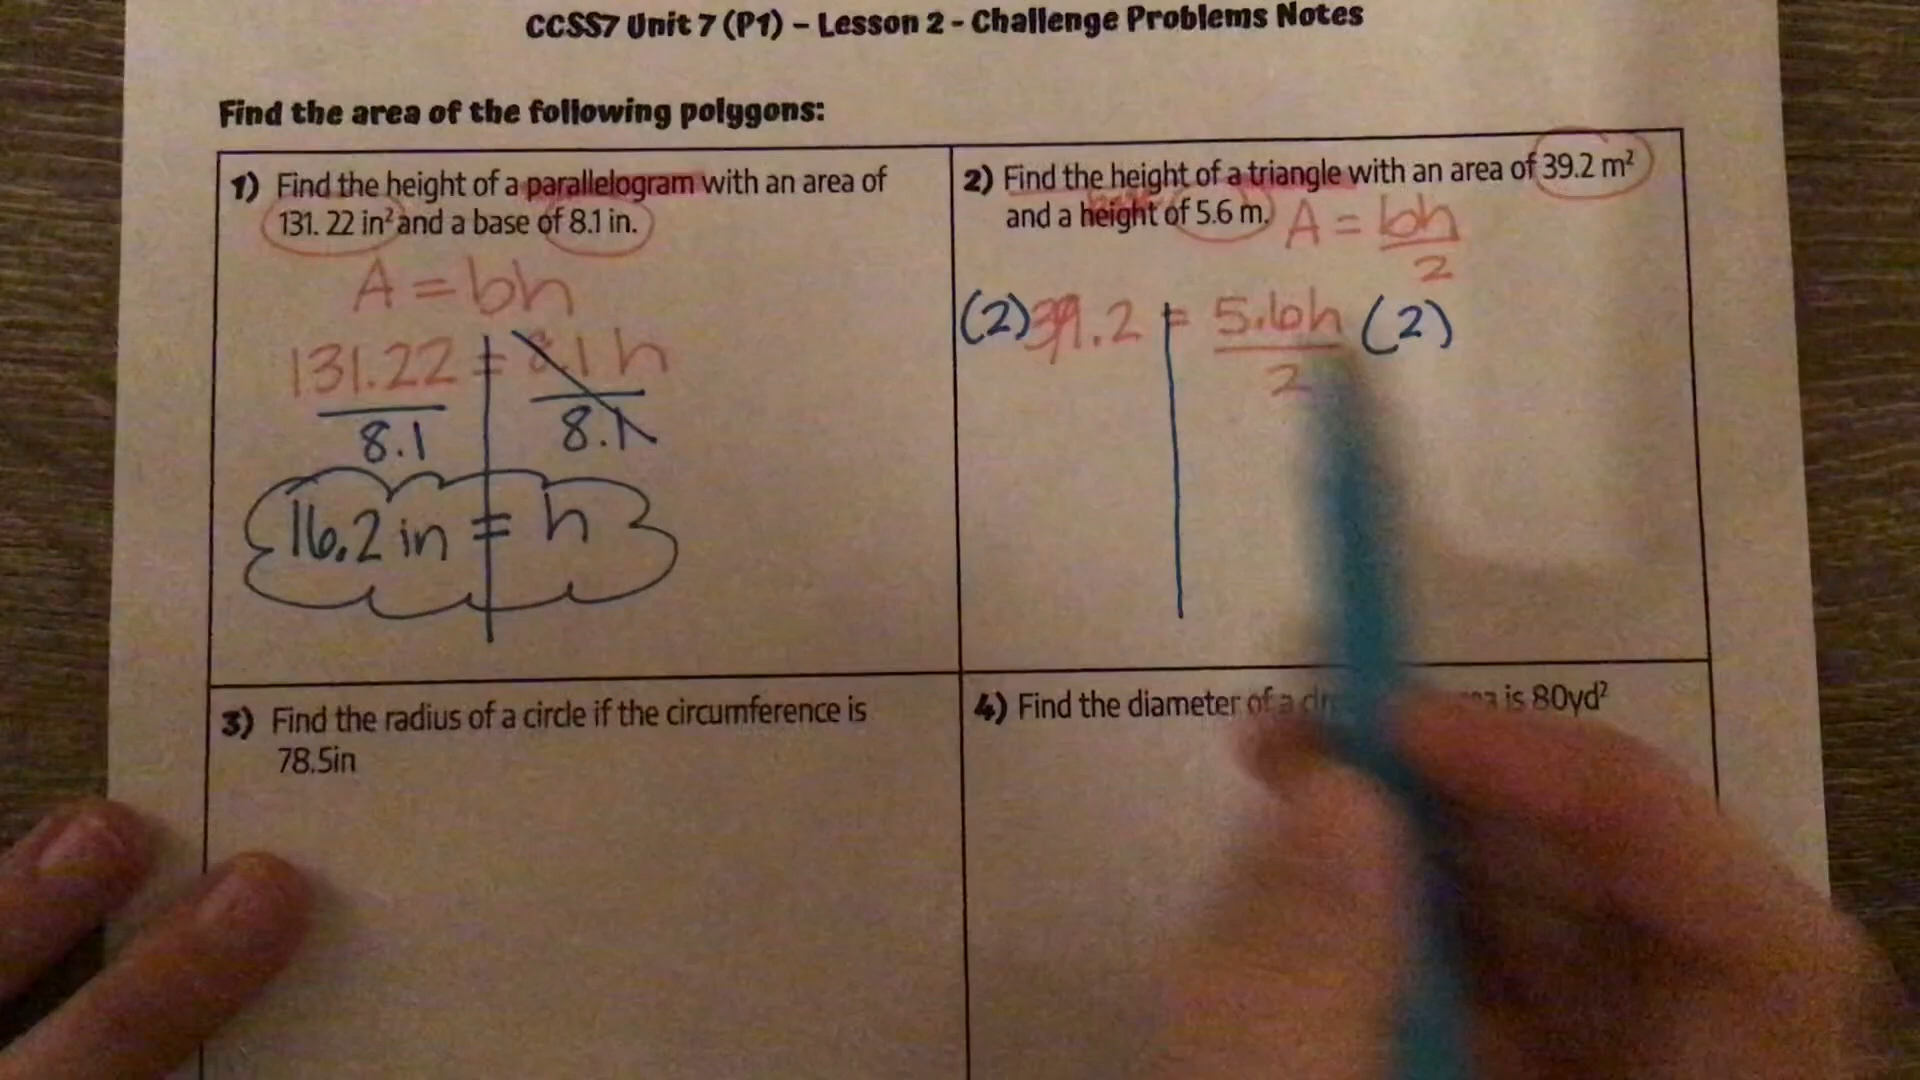 CCSS7 Unit 7 (P1) – Lesson 2 - Challenge Problems Notes
Find the area of the following polygons:
1) Find the height of a parallelogram with an area of
131. 22 in² and a base of 8.1 in.
A = bh
131.22 = 8.1 h
8.1 8.1
16.2 in = h
2) Find the height of a triangle with an area of 39.2 m²
and a height of 5.6 m. A = bh
2
(2) 39.2 = 5.6h (2)
2
3) Find the radius of a circle if the circumference is
78.5in
4) Find the diameter of a is 80yd²